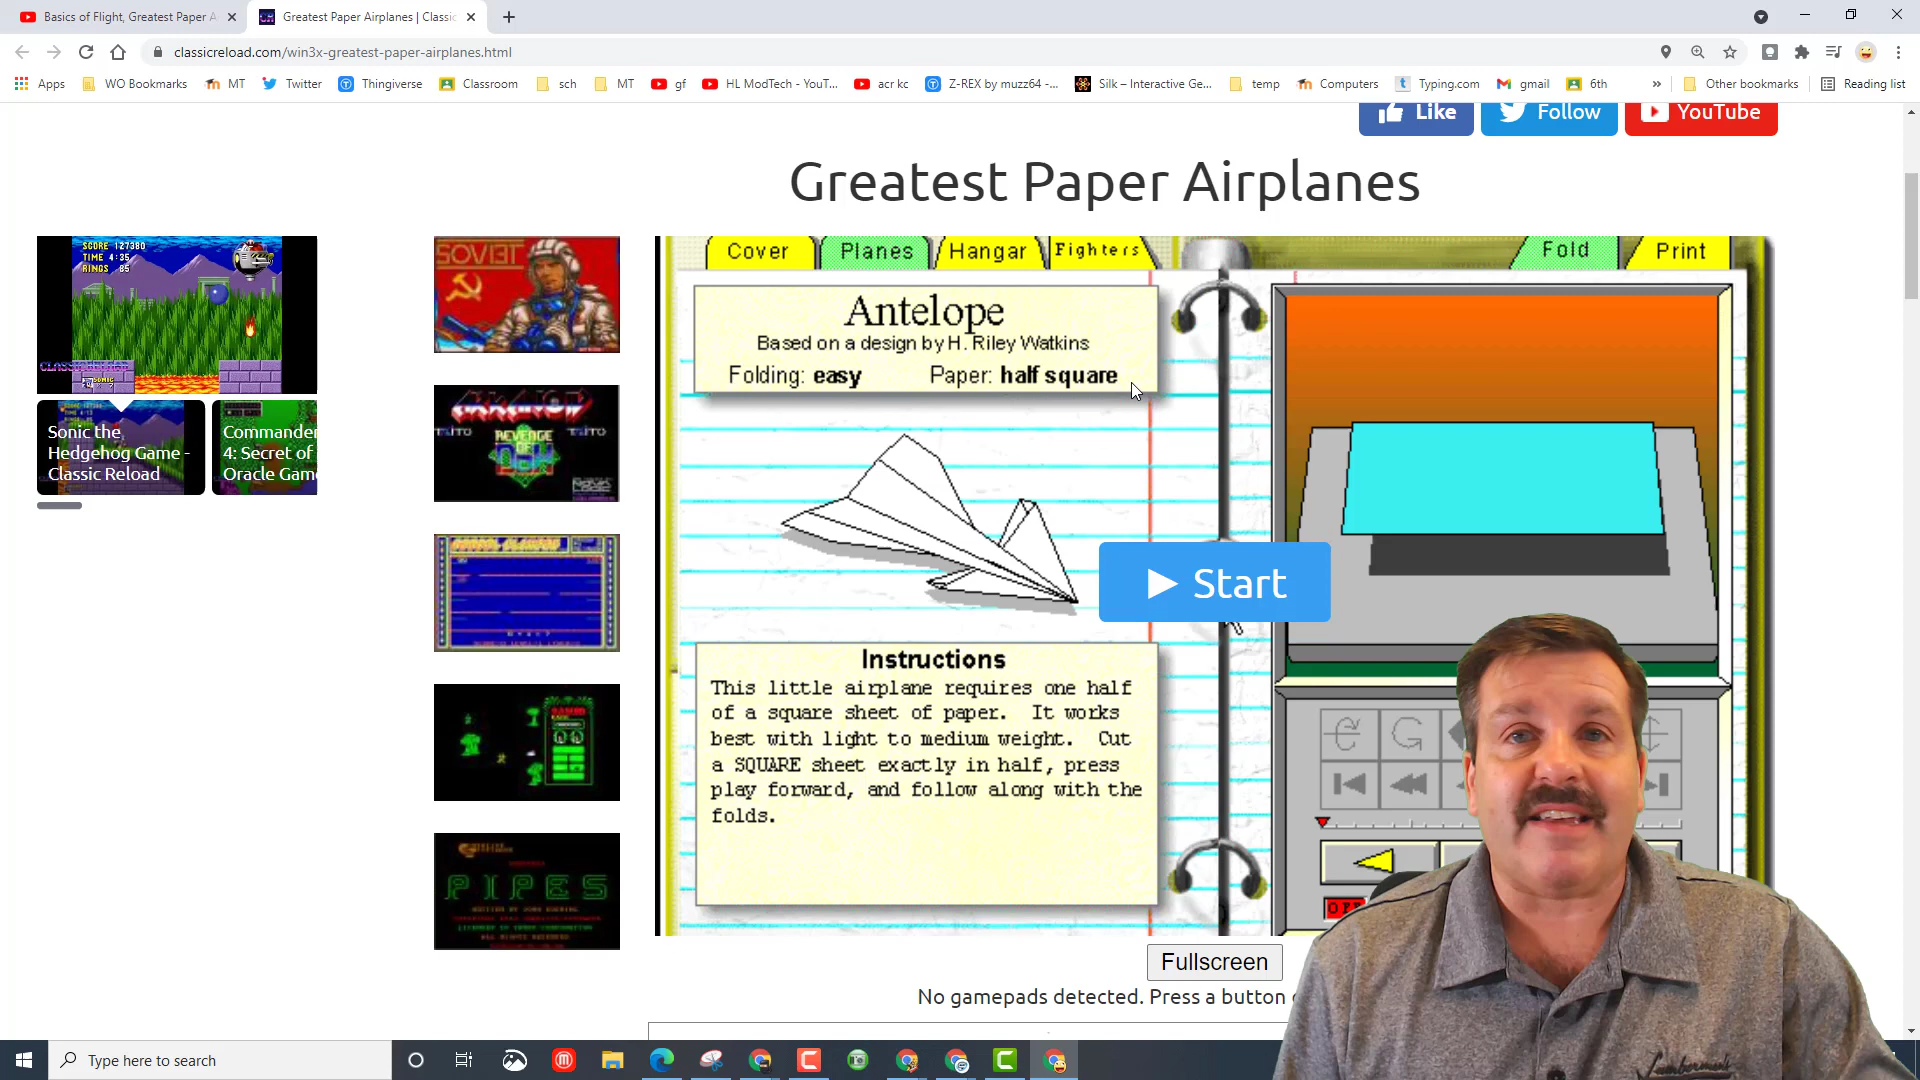 Basics of Flight, Greatest Paper A
Greatest Paper Airplanes | Classic
classicreload.com/win3x-greatest-paper-airplanes.html
Apps
WO Bookmarks
MT
Twitter
Thingiverse
Classroom
sch
MT
gf
HL ModTech - YouT...
acr kc
Z-REX by muzz64 -...
Silk – Interactive Ge...
temp
Computers
Typing.com
gmail
6th
Other bookmarks
Reading list
Like
Follow
YouTube
Greatest Paper Airplanes
SCORE 127380
TIME 4:35
RINGS 85
Sonic the
Hedgehog Game -
Classic Reload
Commander
4: Secret of
Oracle Gam
SOVIET
TAITO
REVENGE
OF
DOH
TAITO
PIPES
Cover
Planes
Hangar
Fighters
Fold
Print
Antelope
Based on a design by H. Riley Watkins
Folding: easy
Paper: half square
Start
Instructions
This little airplane requires one half
of a square sheet of paper. It works
best with light to medium weight. Cut
a SQUARE sheet exactly in half, press
play forward, and follow along with the
folds.
Fullscreen
No gamepads detected. Press a button
Type here to search